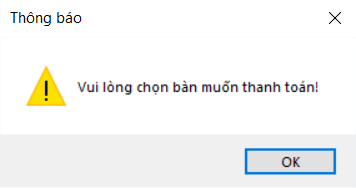 Thông báo
Vui lòng chọn bàn muốn thanh toán!
OK